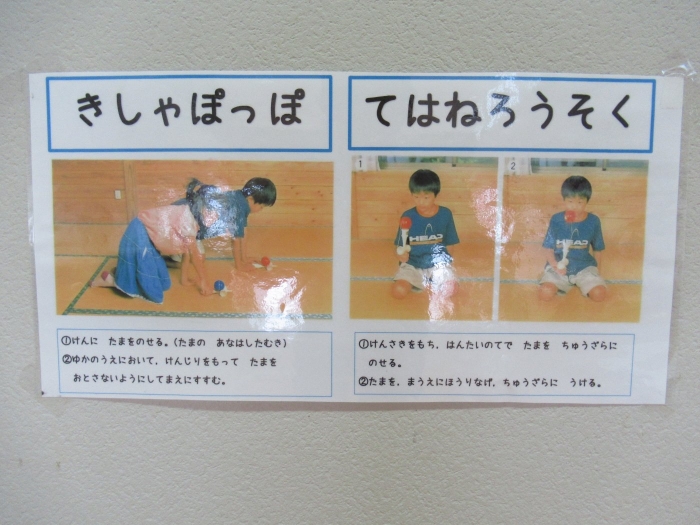 きしゃぽっぽ
①けんに　たまをのせる。(たまの　あなはしたむき)
②ゆかのうえにおいて，けんじりをもって　たまを
おとさないようにしてまえにすすむ。
てはねろうそく
1
2
HEAD
HEAD
①けんさきをもち，はんたいのてで　たまを　ちゅうざらに
のせる。
②たまを，まうえにほうりなげ，ちゅうざらに　うける。